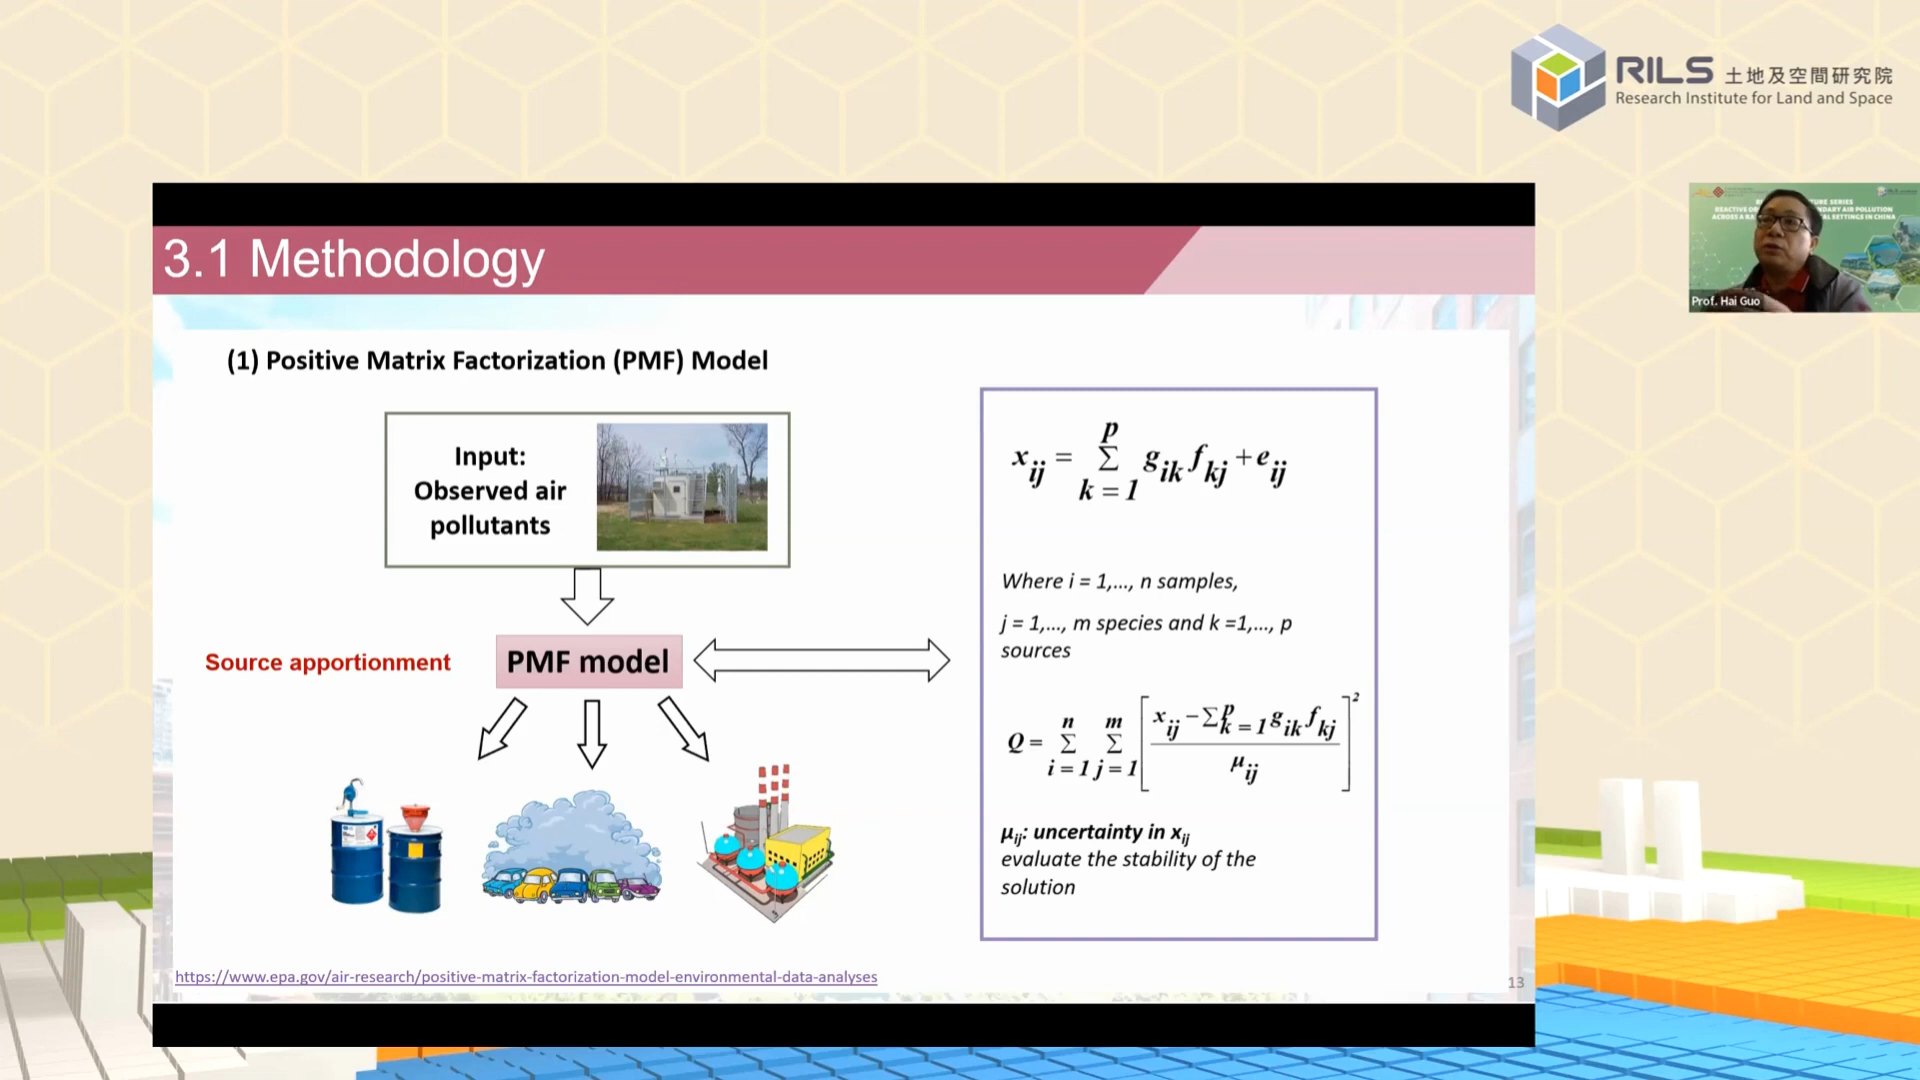 RILS 土地及空間研究院
Research Institute for Land and Space
Prof. Hai Guo
3.1 Methodology
(1) Positive Matrix Factorization (PMF) Model
Input:
Observed air
pollutants
Source apportionment
PMF model
x_ij = Σ_{k=1}^{p} g_ik f_kj + e_ij
Where i = 1,..., n samples,
j = 1,..., m species and k =1,..., p
sources
Q = Σ_{i=1}^{n} Σ_{j=1}^{m} [(x_ij − Σ_{k=1}^{p} g_ik f_kj) / μ_ij]²
μij: uncertainty in xij
evaluate the stability of the
solution
https://www.epa.gov/air-research/positive-matrix-factorization-model-environmental-data-analyses
13